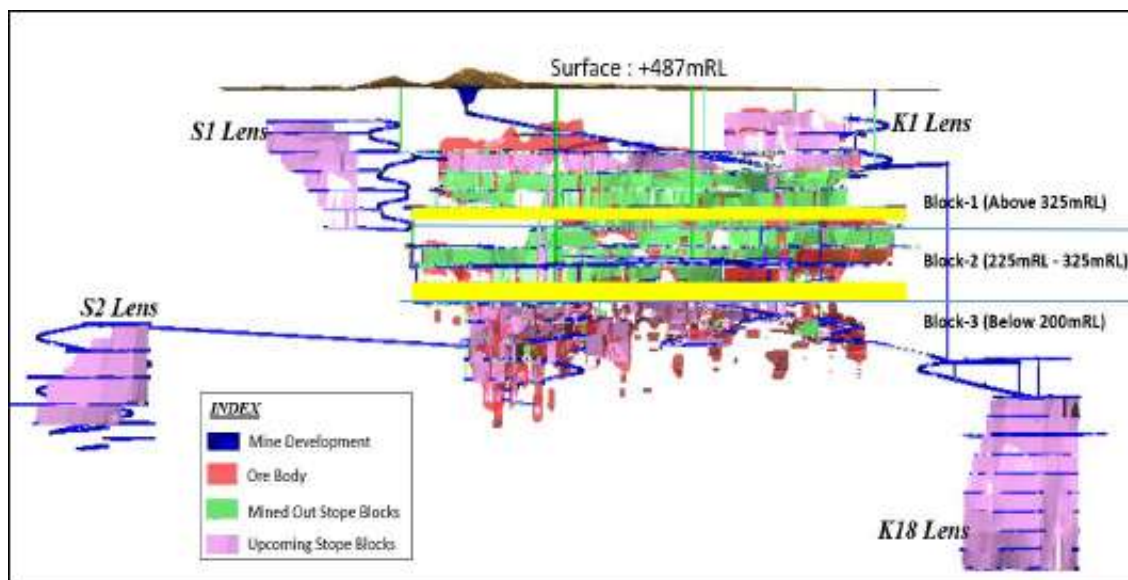 Surface : +487mRL
S1 Lens
K1 Lens
Block-1 (Above 325mRL)
Block-2 (225mRL - 325mRL)
S2 Lens
Block-3 (Below 200mRL)
INDEX
Mine Development
Ore Body
Mined Out Stope Blocks
Upcoming Stope Blocks
K18 Lens